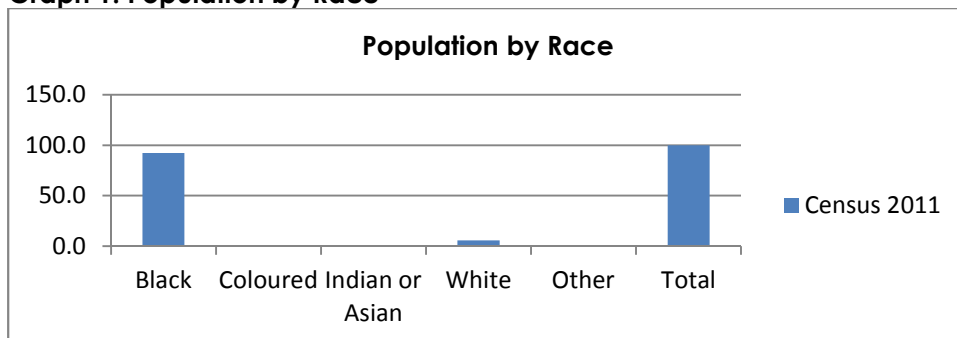 Graph 1: Population by Race
Population by Race
150.0
100.0
50.0
0.0
Black Coloured Indian or Asian White Other Total
Census 2011